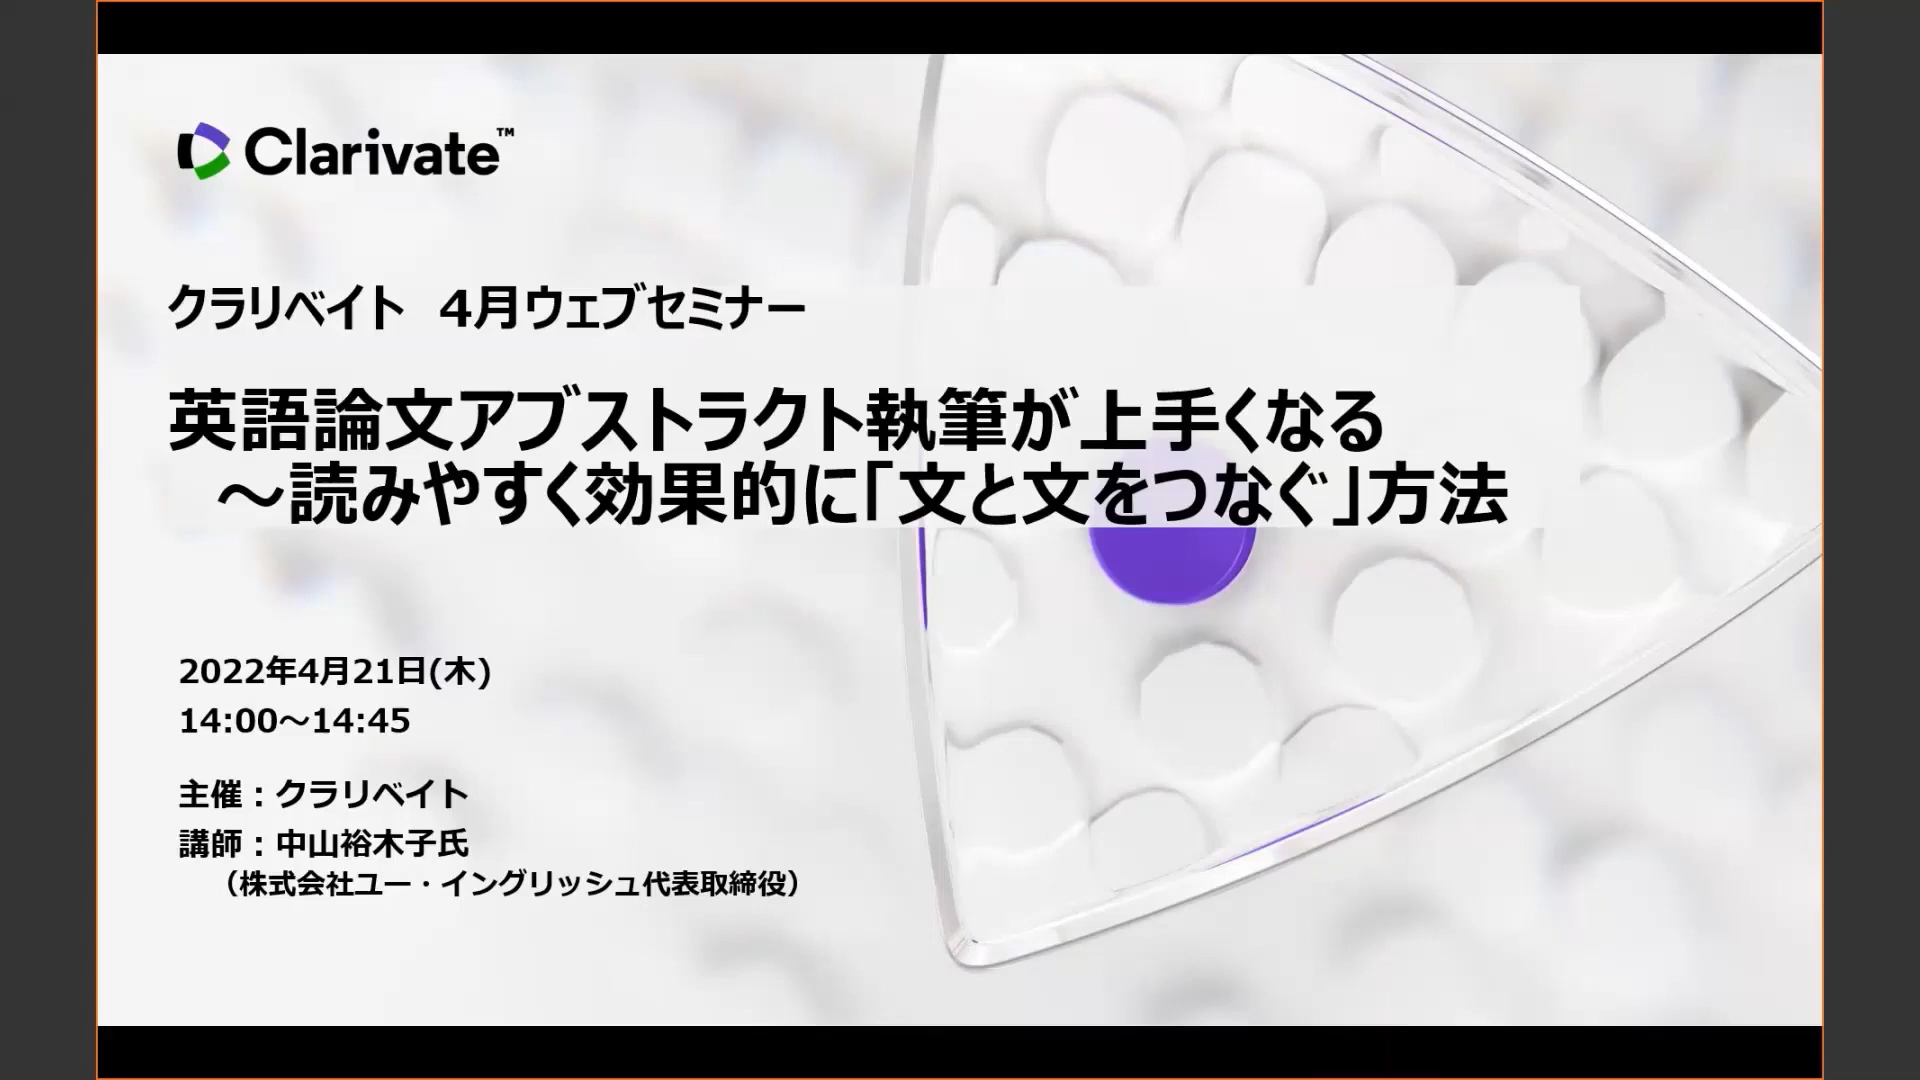 Clarivate™
クラリベイト 4月ウェブセミナー
英語論文アブストラクト執筆が上手くなる
～読みやすく効果的に「文と文をつなぐ」方法
2022年4月21日(木)
14:00～14:45
主催：クラリベイト
講師：中山裕木子氏
（株式会社ユー・イングリッシュ代表取締役）